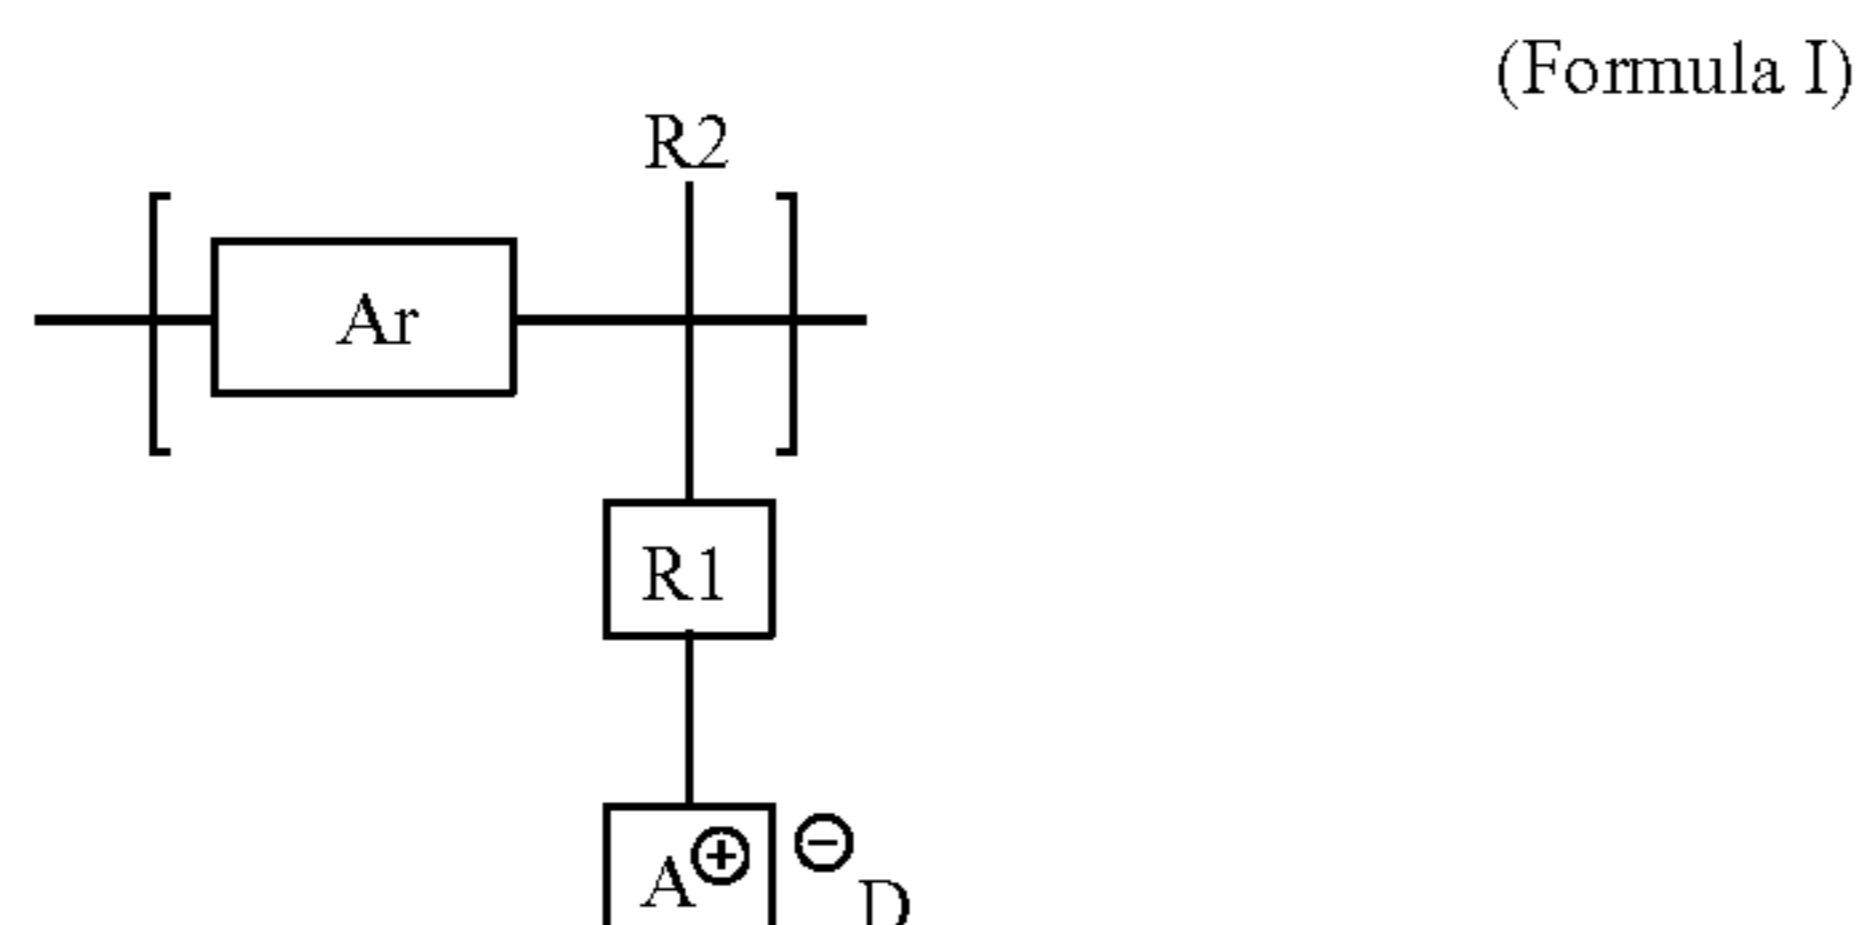 (Formula I)
R2
Ar
R1
A⊕ ⊖
D